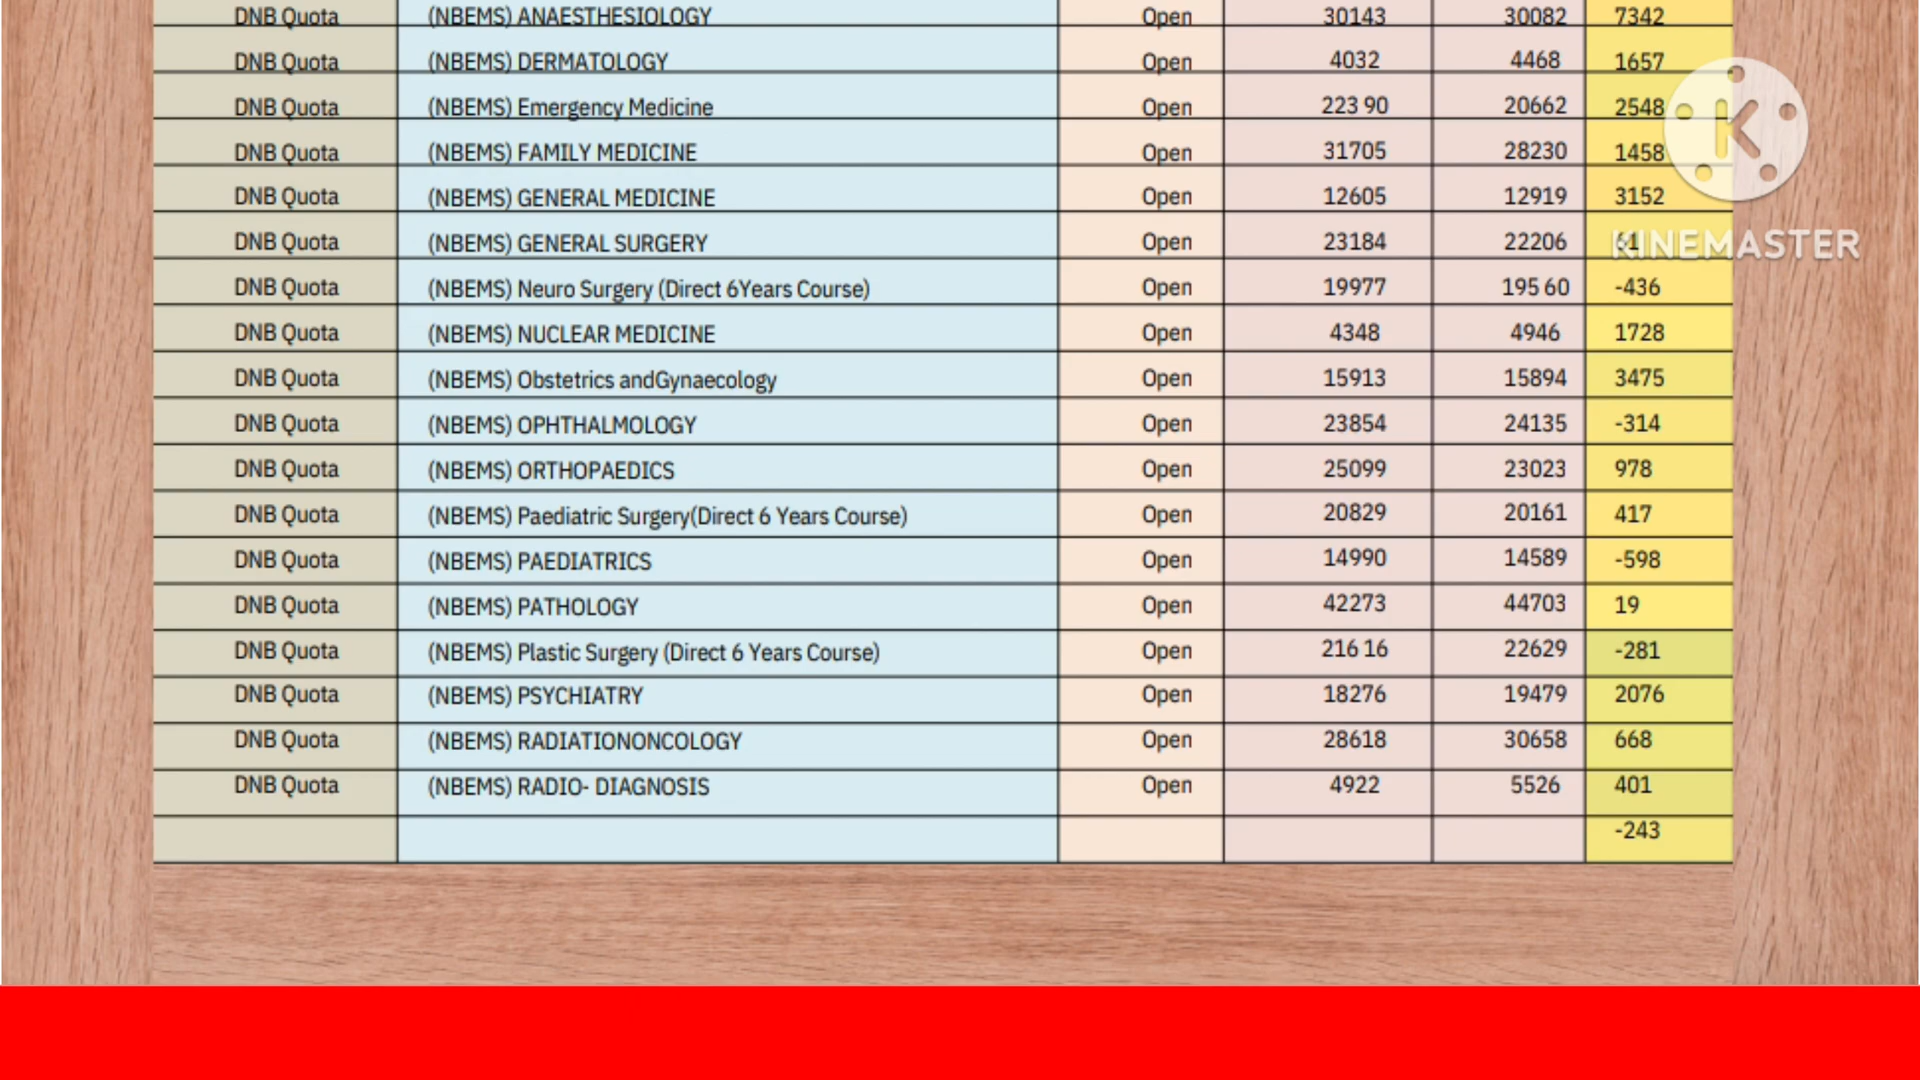 DNB Quota (NBEMS) ANAESTHESIOLOGY Open 30143 30082 7342
DNB Quota (NBEMS) DERMATOLOGY Open 4032 4468 1657
DNB Quota (NBEMS) Emergency Medicine Open 223 90 20662 2548
DNB Quota (NBEMS) FAMILY MEDICINE Open 31705 28230 1458
DNB Quota (NBEMS) GENERAL MEDICINE Open 12605 12919 3152
DNB Quota (NBEMS) GENERAL SURGERY Open 23184 22206
KINEMASTER
DNB Quota (NBEMS) Neuro Surgery (Direct 6Years Course) Open 19977 195 60 -436
DNB Quota (NBEMS) NUCLEAR MEDICINE Open 4348 4946 1728
DNB Quota (NBEMS) Obstetrics andGynaecology Open 15913 15894 3475
DNB Quota (NBEMS) OPHTHALMOLOGY Open 23854 24135 -314
DNB Quota (NBEMS) ORTHOPAEDICS Open 25099 23023 978
DNB Quota (NBEMS) Paediatric Surgery(Direct 6 Years Course) Open 20829 20161 417
DNB Quota (NBEMS) PAEDIATRICS Open 14990 14589 -598
DNB Quota (NBEMS) PATHOLOGY Open 42273 44703 19
DNB Quota (NBEMS) Plastic Surgery (Direct 6 Years Course) Open 216 16 22629 -281
DNB Quota (NBEMS) PSYCHIATRY Open 18276 19479 2076
DNB Quota (NBEMS) RADIATIONONCOLOGY Open 28618 30658 668
DNB Quota (NBEMS) RADIO- DIAGNOSIS Open 4922 5526 401
-243